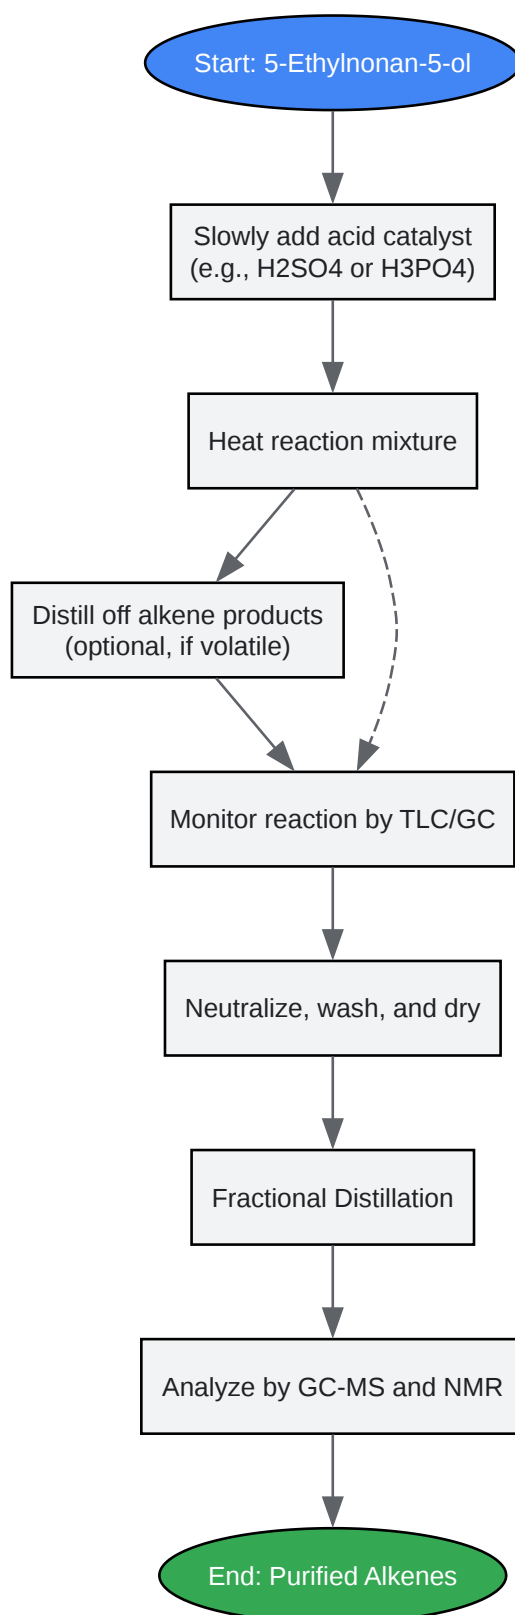 Start: 5-Ethylnonan-5-ol
Slowly add acid catalyst
(e.g., H2SO4 or H3PO4)
Heat reaction mixture
Distill off alkene products
(optional, if volatile)
Monitor reaction by TLC/GC
Neutralize, wash, and dry
Fractional Distillation
Analyze by GC-MS and NMR
End: Purified Alkenes